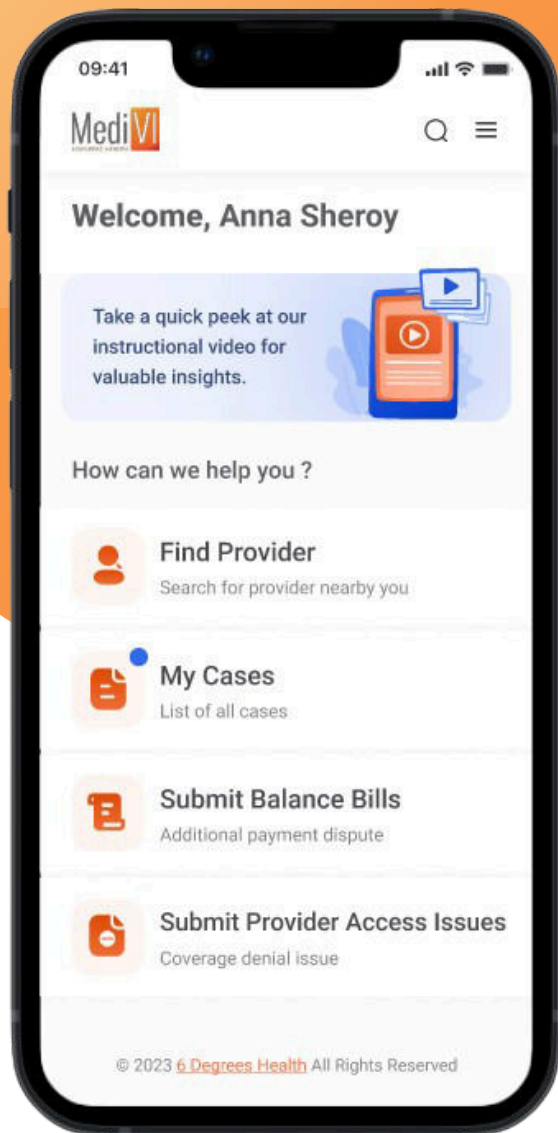 09:41
Medi VI
Welcome, Anna Sheroy
Take a quick peek at our
instructional video for
valuable insights.
How can we help you ?
Find Provider
Search for provider nearby you
My Cases
List of all cases
Submit Balance Bills
Additional payment dispute
Submit Provider Access Issues
Coverage denial issue
© 2023 6 Degrees Health All Rights Reserved